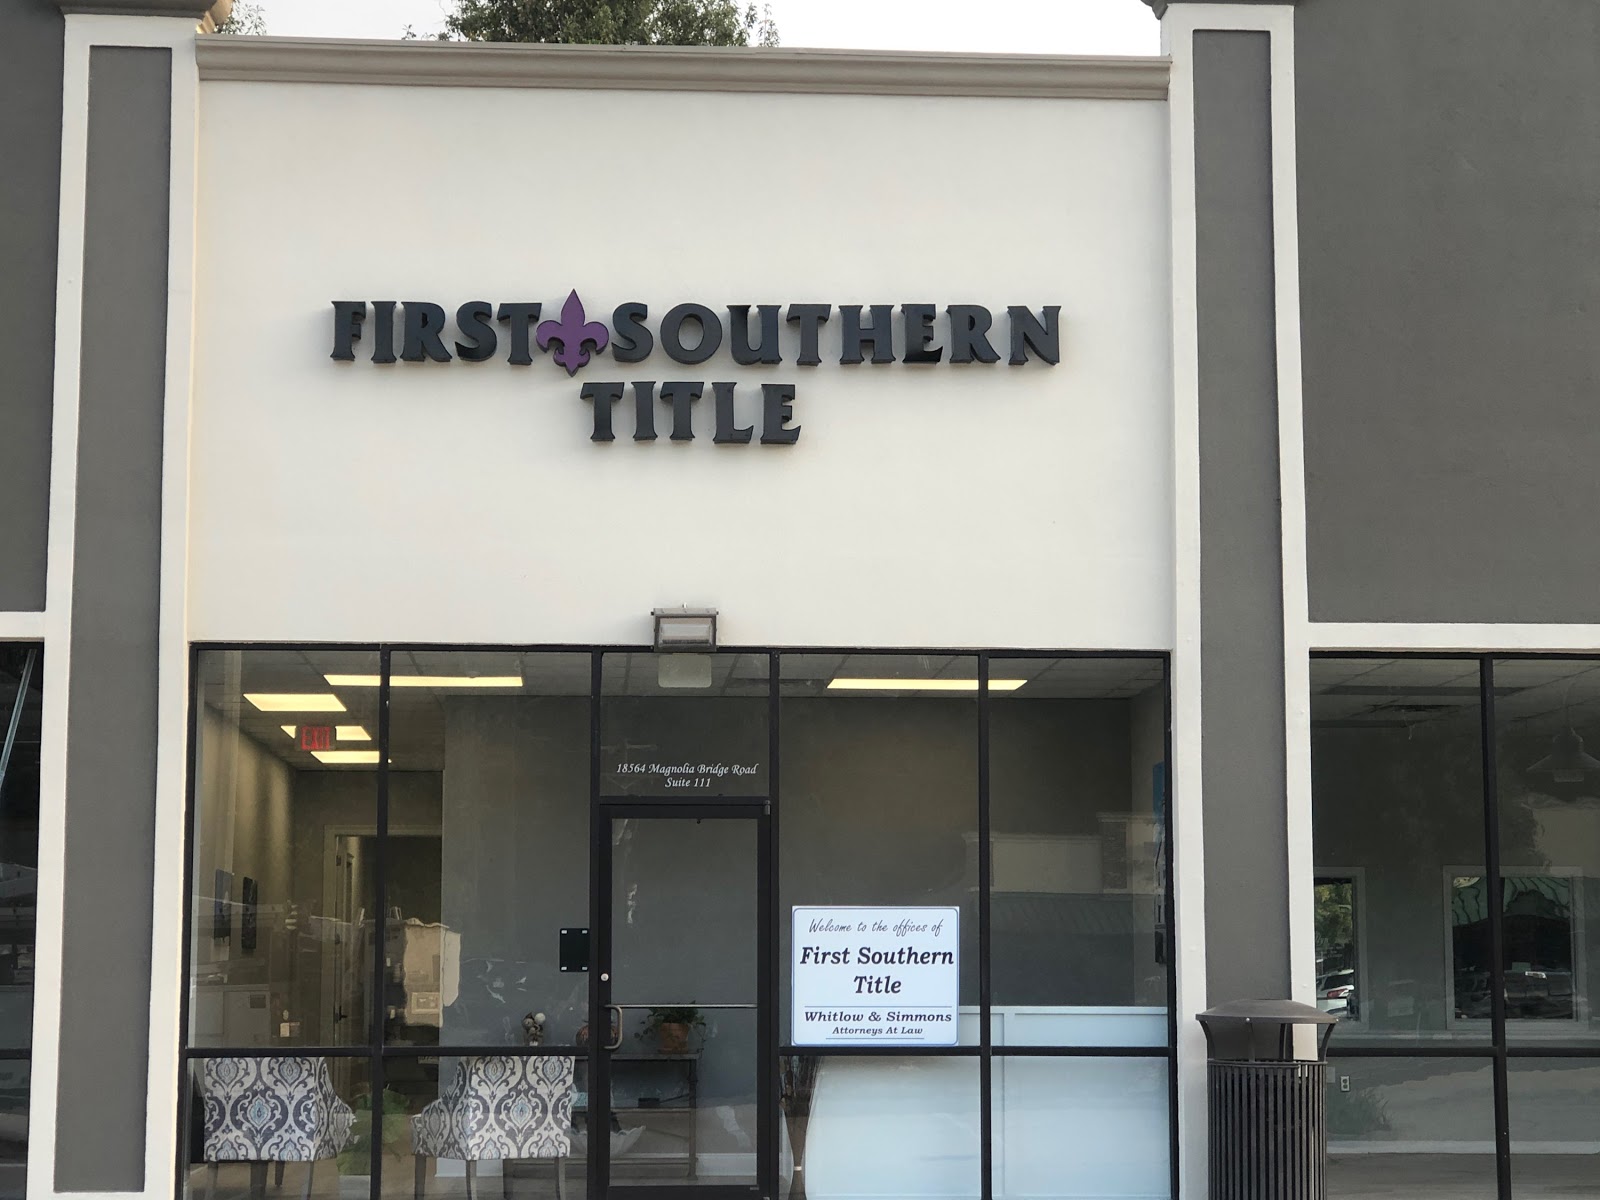 FIRST SOUTHERN
TITLE
EXIT
18564 Magnolia Bridge Road
Suite 111
Welcome to the offices of
First Southern
Title
Whitlow & Simmons
Attorneys At Law